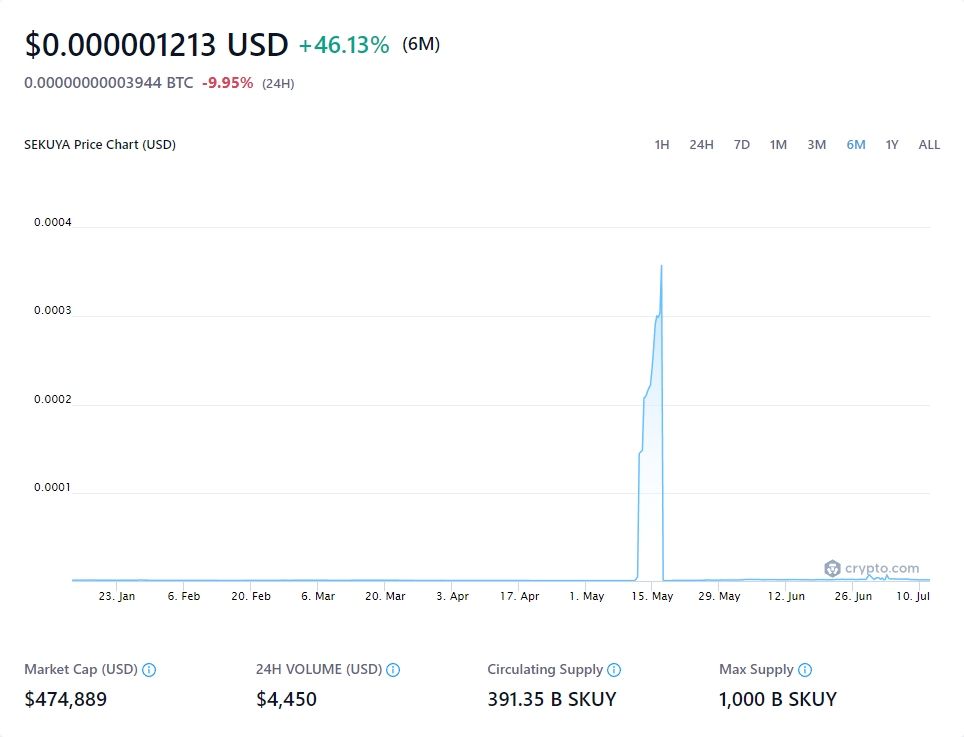 $0.000001213 USD +46.13% (6M)
0.00000000003944 BTC -9.95% (24H)
SEKUYA Price Chart (USD) 1H 24H 7D 1M 3M 6M 1Y ALL
0.0004
0.0003
0.0002
0.0001
crypto.com
23. Jan 6. Feb 20. Feb 6. Mar 20. Mar 3. Apr 17. Apr 1. May 15. May 29. May 12. Jun 26. Jun 10. Jul
Market Cap (USD) 24H VOLUME (USD) Circulating Supply Max Supply
$474,889 $4,450 391.35 B SKUY 1,000 B SKUY